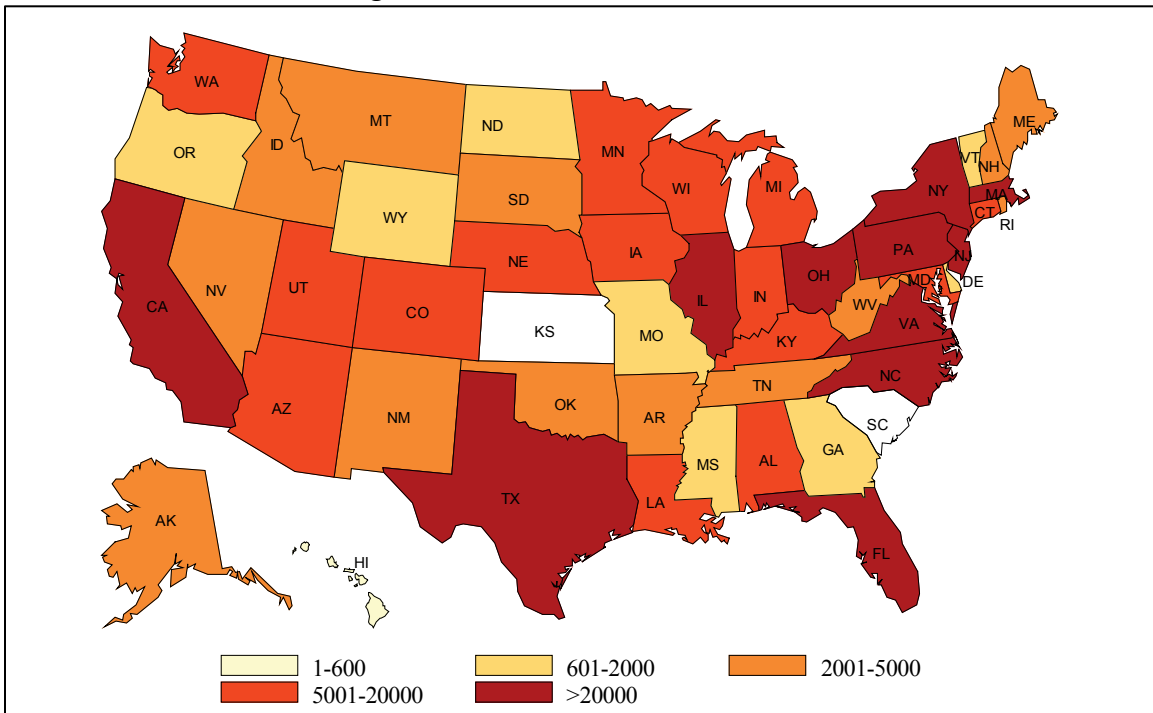 WA
MT
ND
MN
ME
OR
ID
VT
NH
WI
MI
NY
MA
SD
WY
CT
RI
IA
PA
NE
NJ
OH
NV
UT
IL
IN
MD
DE
CA
CO
WV
KS
MO
VA
KY
NC
TN
AZ
NM
OK
AR
SC
MS
AL
GA
TX
LA
AK
FL
HI
1-600
601-2000
2001-5000
5001-20000
>20000